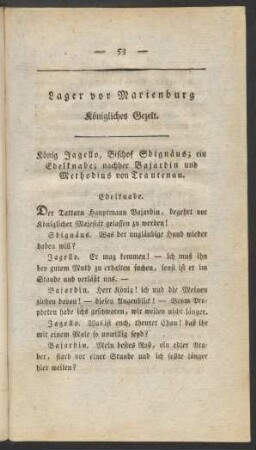 — 53 —
Lager vor Marienburg
Königliches Gezelt.
König Jagello, Bischof Sbignäus; ein
Edelknabe; nachher Bajardin und
Methodius von Trautenau.
Edelknabe.
Der Tattarn Hauptmann Bajardin, begehrt vor
Königlicher Majestät gelassen zu werden!
Sbignäus. Was der ungläubige Hund wieder
haben will?
Jagello. Er mag kommen! — ich muß ihn
bey gutem Muth zu erhalten suchen, sonst ist er im
Stande und verläßt uns. —
Bajardin. Herr König! ich und die Meinen
ziehen davon! — diesen Augenblick! — Beym Pro-
pheten habe ichs geschworen, wir weilen nicht länger.
Jagello. Was ist euch, theurer Chan! daß ihr
mit einem Male so unwillig seyd?
Bajardin. Mein bestes Roß, ein edler Ara-
ber, starb vor einer Stunde und ich sollte länger
hier weilen?